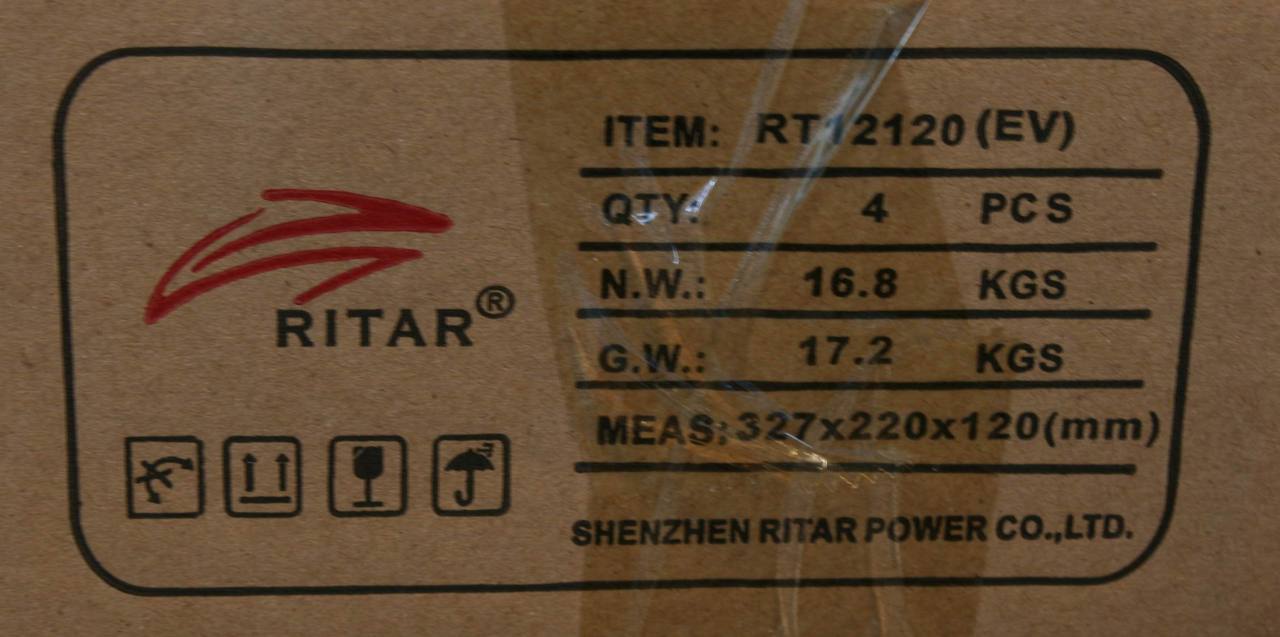 RITAR®
ITEM: RT12120 (EV)
QTY: 4 PCS
N.W.: 16.8 KGS
G.W.: 17.2 KGS
MEAS: 327x220x120(mm)
SHENZHEN RITAR POWER CO.,LTD.